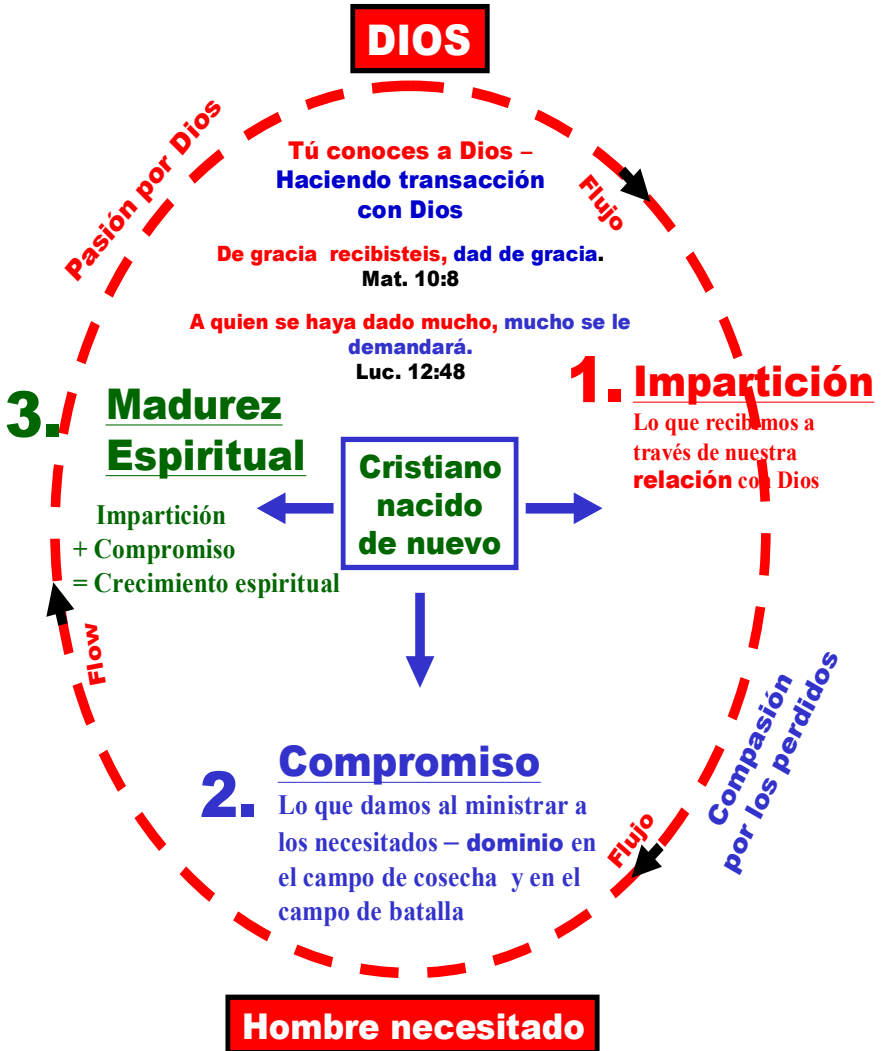 DIOS
Pasión por Dios
Flujo
Tú conoces a Dios –
Haciendo transacción
con Dios
De gracia recibisteis, dad de gracia.
Mat. 10:8
A quien se haya dado mucho, mucho se le
demandará.
Luc. 12:48
1. Impartición
Lo que recibimos a
través de nuestra
relación con Dios
3. Madurez
Espiritual
Impartición
+ Compromiso
= Crecimiento espiritual
Cristiano
nacido
de nuevo
Flow
Compasión
por los perdidos
2. Compromiso
Lo que damos al ministrar a
los necesitados – dominio en
el campo de cosecha y en el
campo de batalla
Flujo
Hombre necesitado